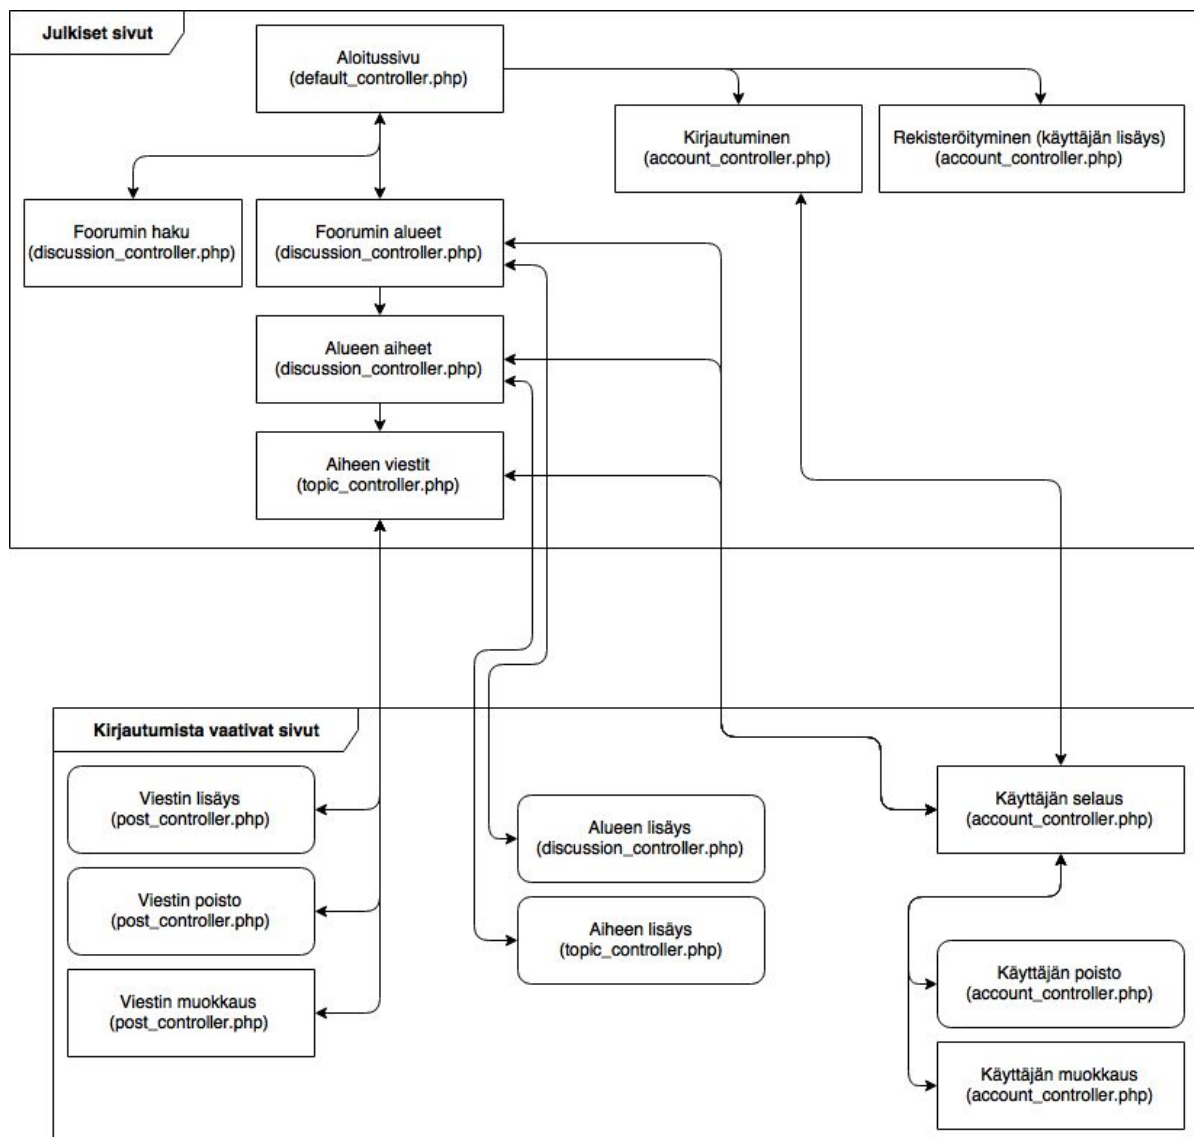 Julkiset sivut
Aloitussivu
(default_controller.php)
Kirjautuminen
(account_controller.php)
Rekisteröityminen (käyttäjän lisäys)
(account_controller.php)
Foorumin haku
(discussion_controller.php)
Foorumin alueet
(discussion_controller.php)
Alueen aiheet
(discussion_controller.php)
Aiheen viestit
(topic_controller.php)
Kirjautumista vaativat sivut
Viestin lisäys
(post_controller.php)
Viestin poisto
(post_controller.php)
Viestin muokkaus
(post_controller.php)
Alueen lisäys
(discussion_controller.php)
Aiheen lisäys
(topic_controller.php)
Käyttäjän selaus
(account_controller.php)
Käyttäjän poisto
(account_controller.php)
Käyttäjän muokkaus
(account_controller.php)